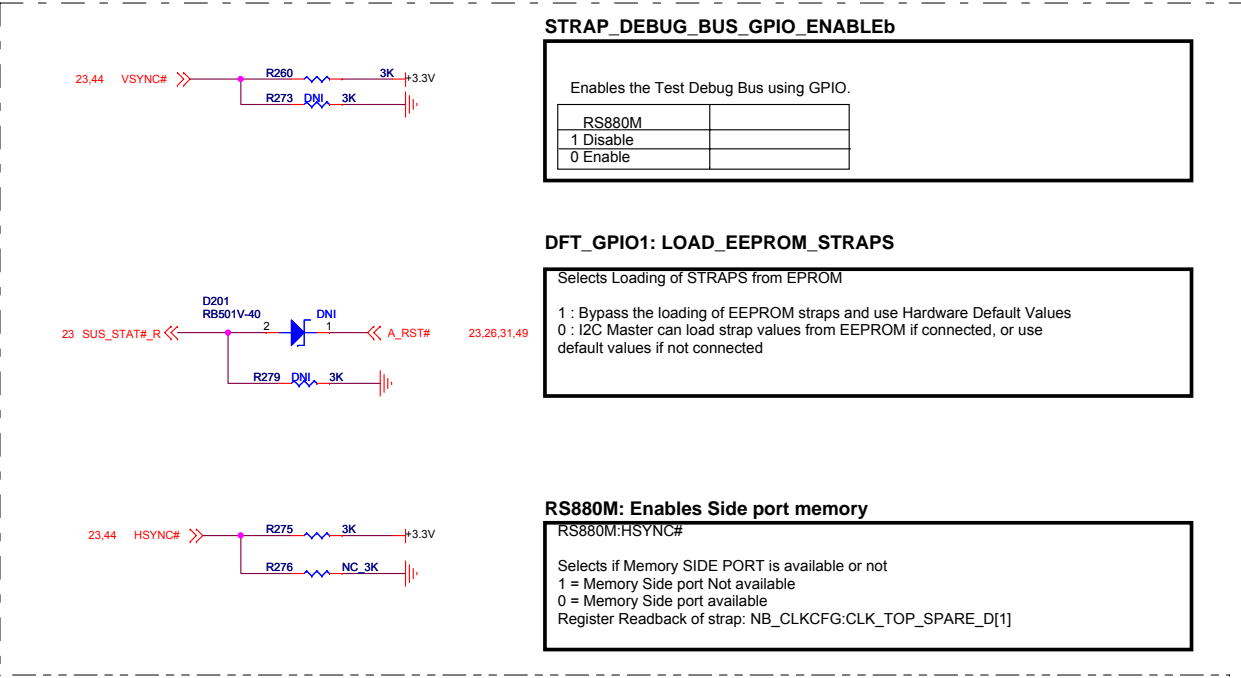 STRAP_DEBUG_BUS_GPIO_ENABLEb
23,44 VSYNC# R260 3K +3.3V
R273 DNI 3K
Enables the Test Debug Bus using GPIO.
RS880M
1 Disable
0 Enable
DFT_GPIO1: LOAD_EEPROM_STRAPS
Selects Loading of STRAPS from EPROM
1 : Bypass the loading of EEPROM straps and use Hardware Default Values
0 : I2C Master can load strap values from EEPROM if connected, or use
default values if not connected
D201
RB501V-40 DNI
23 SUS_STAT#_R 2 1 A_RST# 23,26,31,49
R279 DNI 3K
RS880M: Enables Side port memory
RS880M:HSYNC#
23,44 HSYNC# R275 3K +3.3V
R276 NC_3K
Selects if Memory SIDE PORT is available or not
1 = Memory Side port Not available
0 = Memory Side port available
Register Readback of strap: NB_CLKCFG:CLK_TOP_SPARE_D[1]